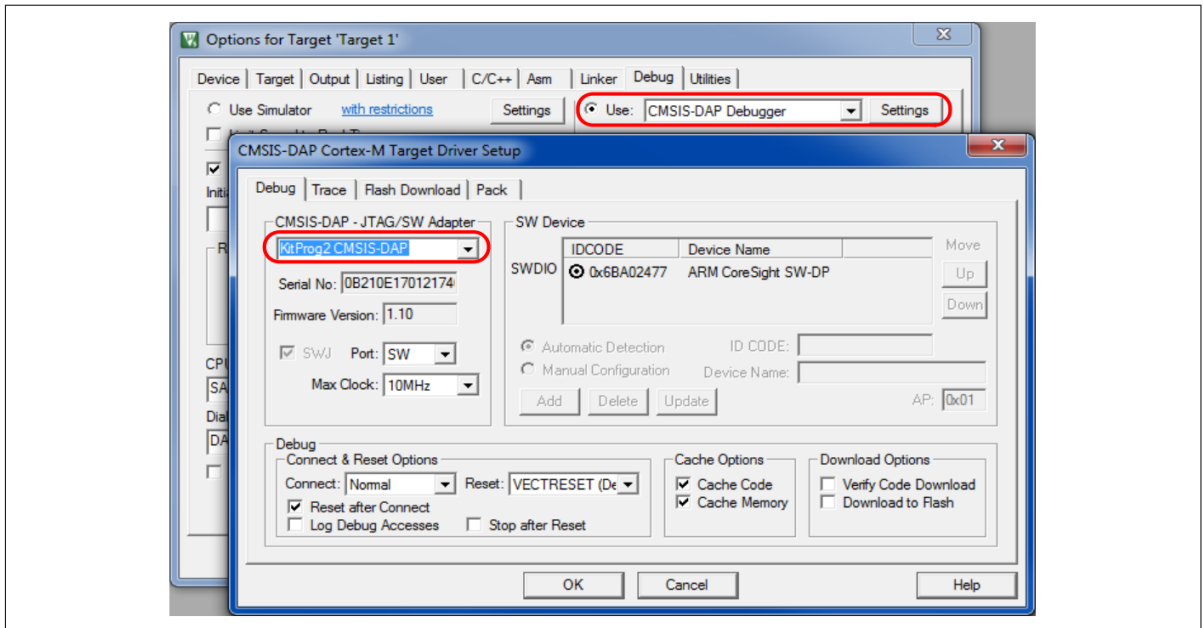 Options for Target 'Target 1'
Device Target Output Listing User C/C++ Asm Linker Debug Utilities
Use Simulator with restrictions Settings Use: CMSIS-DAP Debugger Settings
CMSIS-DAP Cortex-M Target Driver Setup
Debug Trace Flash Download Pack
CMSIS-DAP - JTAG/SW Adapter SW Device
KitProg2 CMSIS-DAP IDCODE Device Name Move
SWDIO 0x6BA02477 ARM CoreSight SW-DP Up
Serial No: 0B210E17012174
Down
Firmware Version: 1.10
SWJ Port: SW Automatic Detection ID CODE:
Manual Configuration Device Name:
Max Clock: 10MHz
Add Delete Update AP: 0x01
Debug
Connect & Reset Options Cache Options Download Options
Connect: Normal Reset: VECTRESET (De Cache Code Verify Code Download
Reset after Connect Cache Memory Download to Flash
Log Debug Accesses Stop after Reset
OK Cancel Help